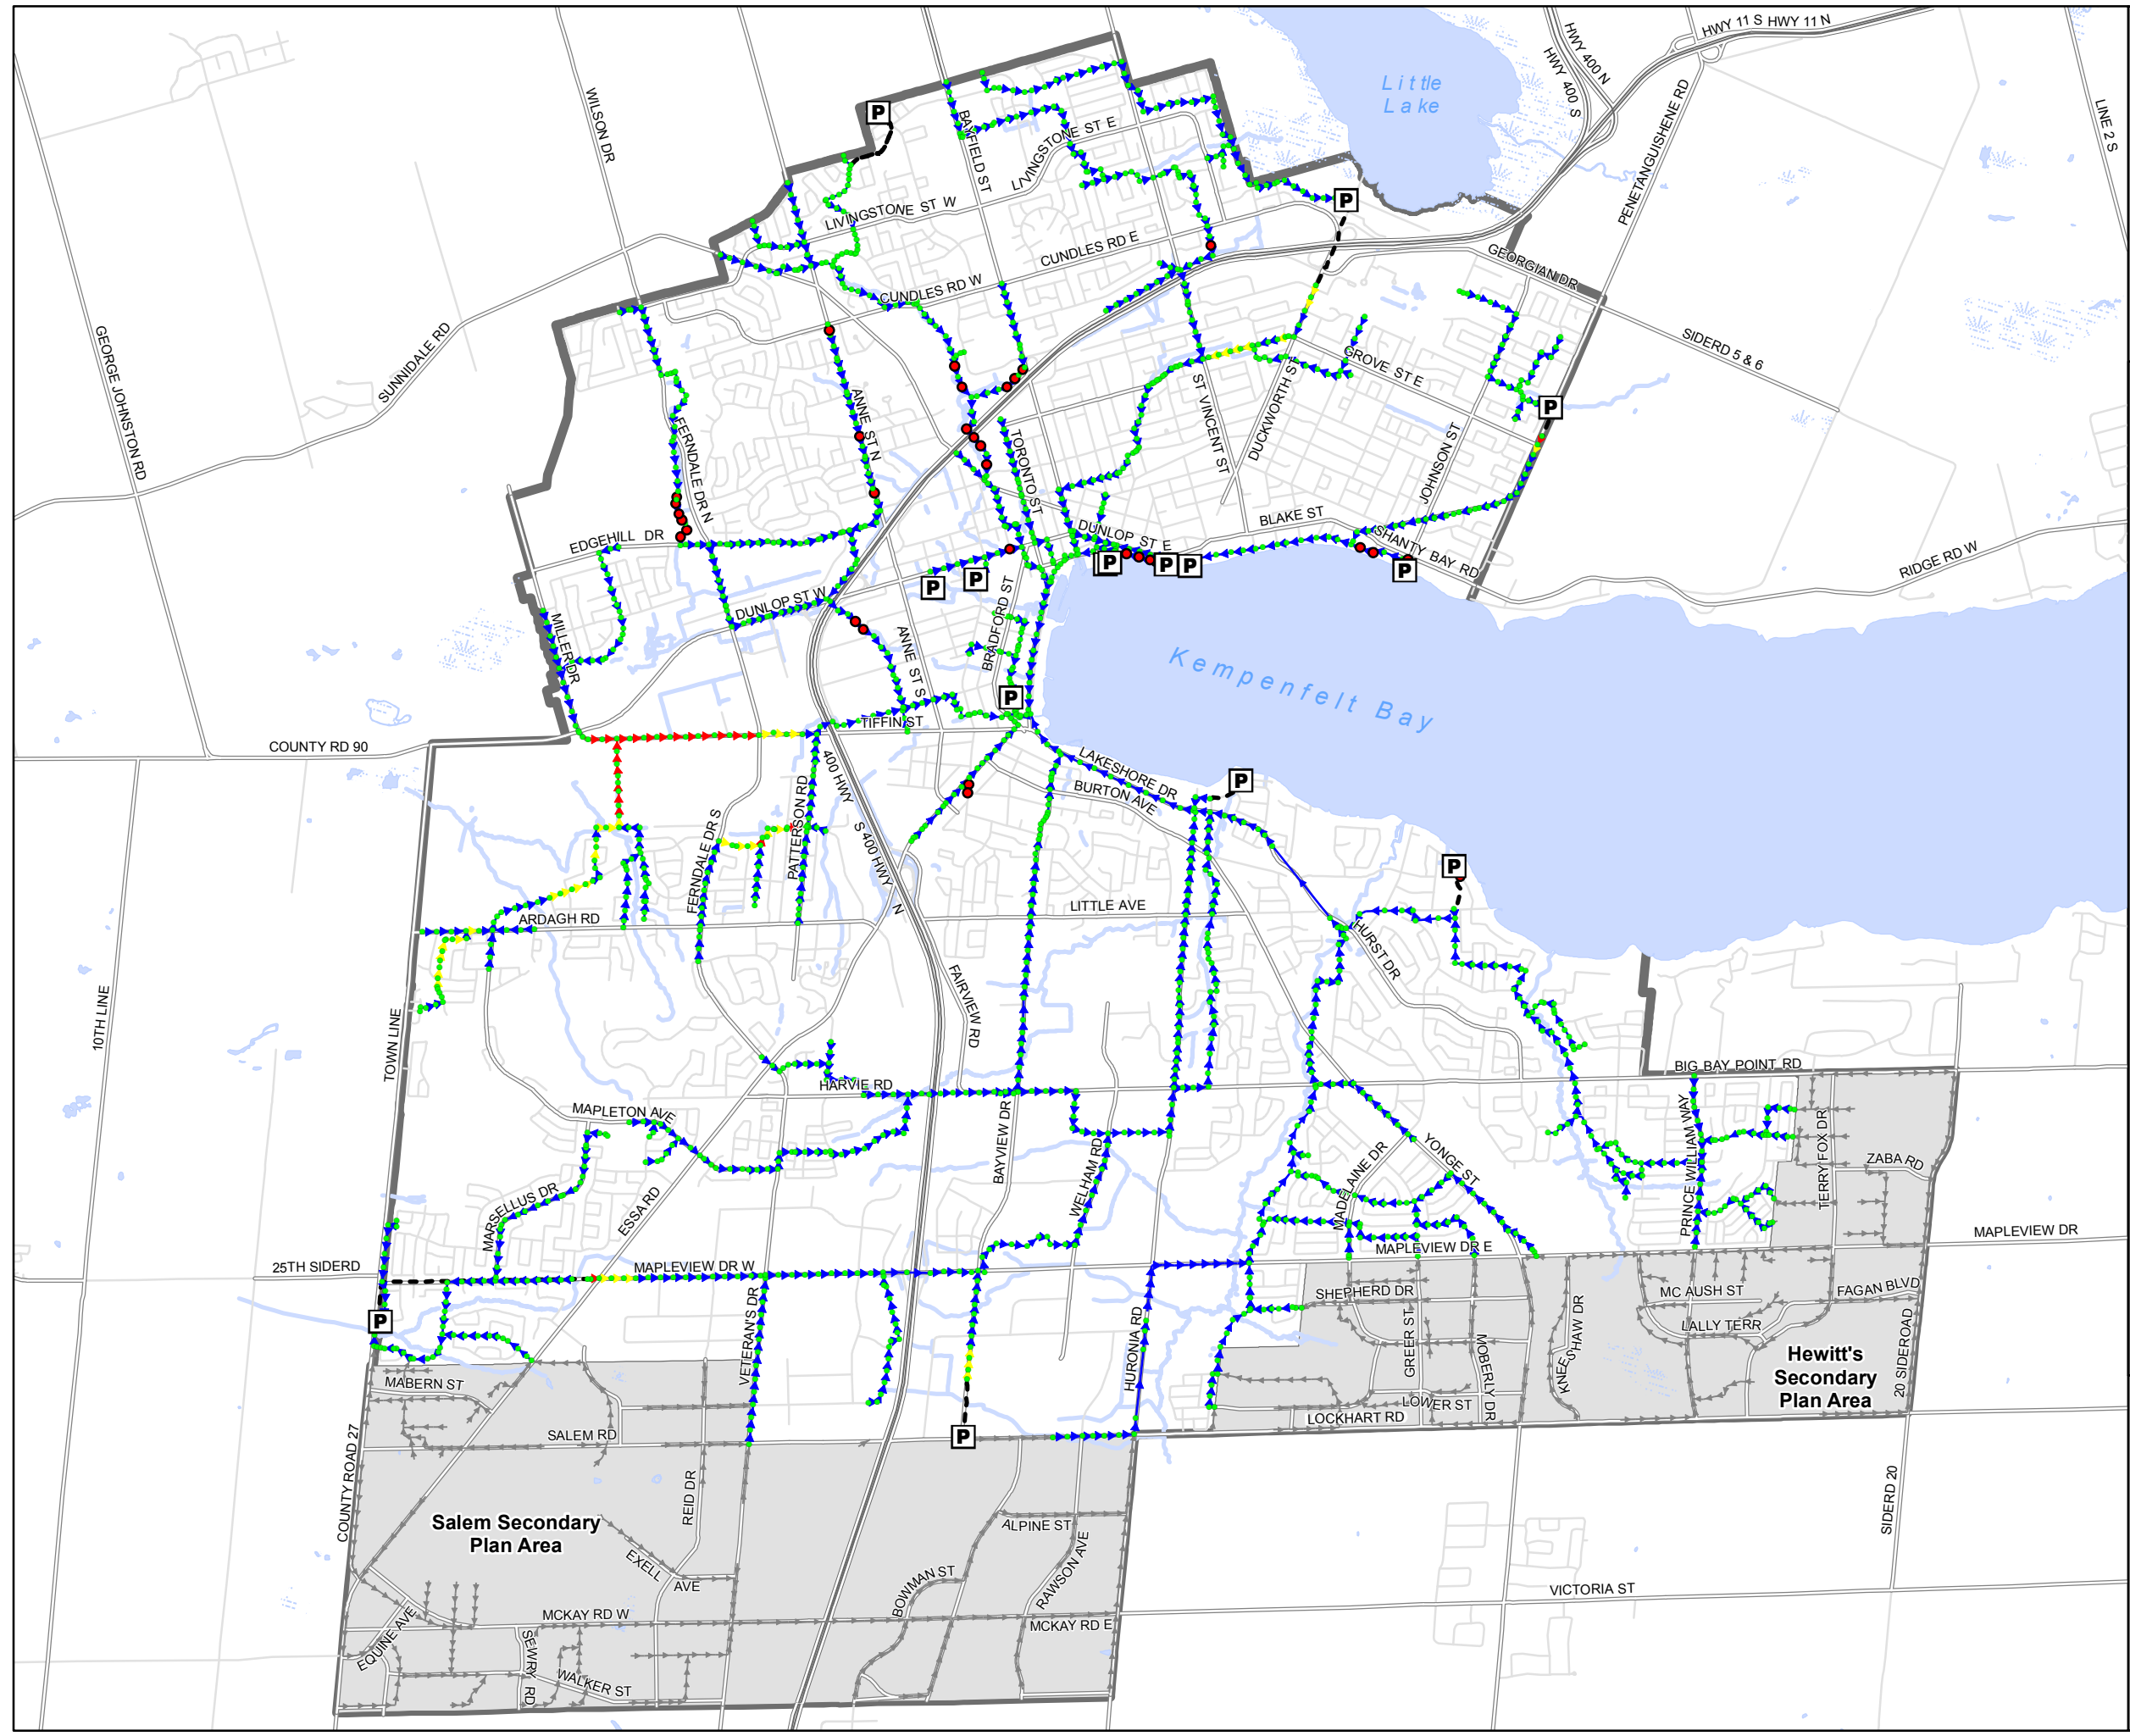 HWY 11 S
HWY 11 N
HWY 400 N
HWY 400 S
Little
Lake
WILSON DR
PENETANGUISHENE RD
LINE 2 S
P
BAYFIELD ST
LIVINGSTONE ST E
LIVINGSTONE ST W
P
CUNDLES RD E
GEORGIAN DR
CUNDLES RD W
SUNNIDALE RD
GEORGE JOHNSTON RD
SIDERD 5 & 6
GROVE ST E
ST VINCENT ST
DUCKWORTH ST
ANNE ST N
FERNDALE DR N
TORONTO ST
JOHNSON ST
P
EDGEHILL DR
DUNLOP ST E
BLAKE ST
SHANTY BAY RD
RIDGE RD W
P
P
P
P
P
P
DUNLOP ST W
MILLER DR
ANNE ST S
BRADFORD ST
Kempenfelt Bay
P
TIFFIN ST
COUNTY RD 90
400 HWY
S 400 HWY
N
LAKESHORE DR
BURTON AVE
P
PATTERSON RD
FERNDALE DR S
P
ARDAGH RD
LITTLE AVE
HURST DR
FAIRVIEW RD
10TH LINE
TOWN LINE
HARVIE RD
BIG BAY POINT RD
MAPLETON AVE
BAYVIEW DR
WELHAM RD
MADELAINE DR
YONGE ST
PRINCE WILLIAM WAY
TERRY FOX DR
ZABA RD
MARSELLUS DR
ESSA RD
MAPLEVIEW DR
MAPLEVIEW DR E
25TH SIDERD
MAPLEVIEW DR W
P
VETERAN'S DR
HURONIA RD
SHEPHERD DR
GREER ST
MOBERLY DR
KNEESHAW DR
MC AUSH ST
FAGAN BLVD
LALLY TERR
20 SIDEROAD
Hewitt's
Secondary
Plan Area
MABERN ST
LOWER ST
LOCKHART RD
SALEM RD
P
COUNTY ROAD 27
REID DR
SIDERD 20
Salem Secondary
Plan Area
EXELL
AVE
ALPINE ST
RAWSON AVE
BOWMAN ST
VICTORIA ST
MCKAY RD W
MCKAY RD E
EQUINE AVE
SEWRY RD
WALKER ST